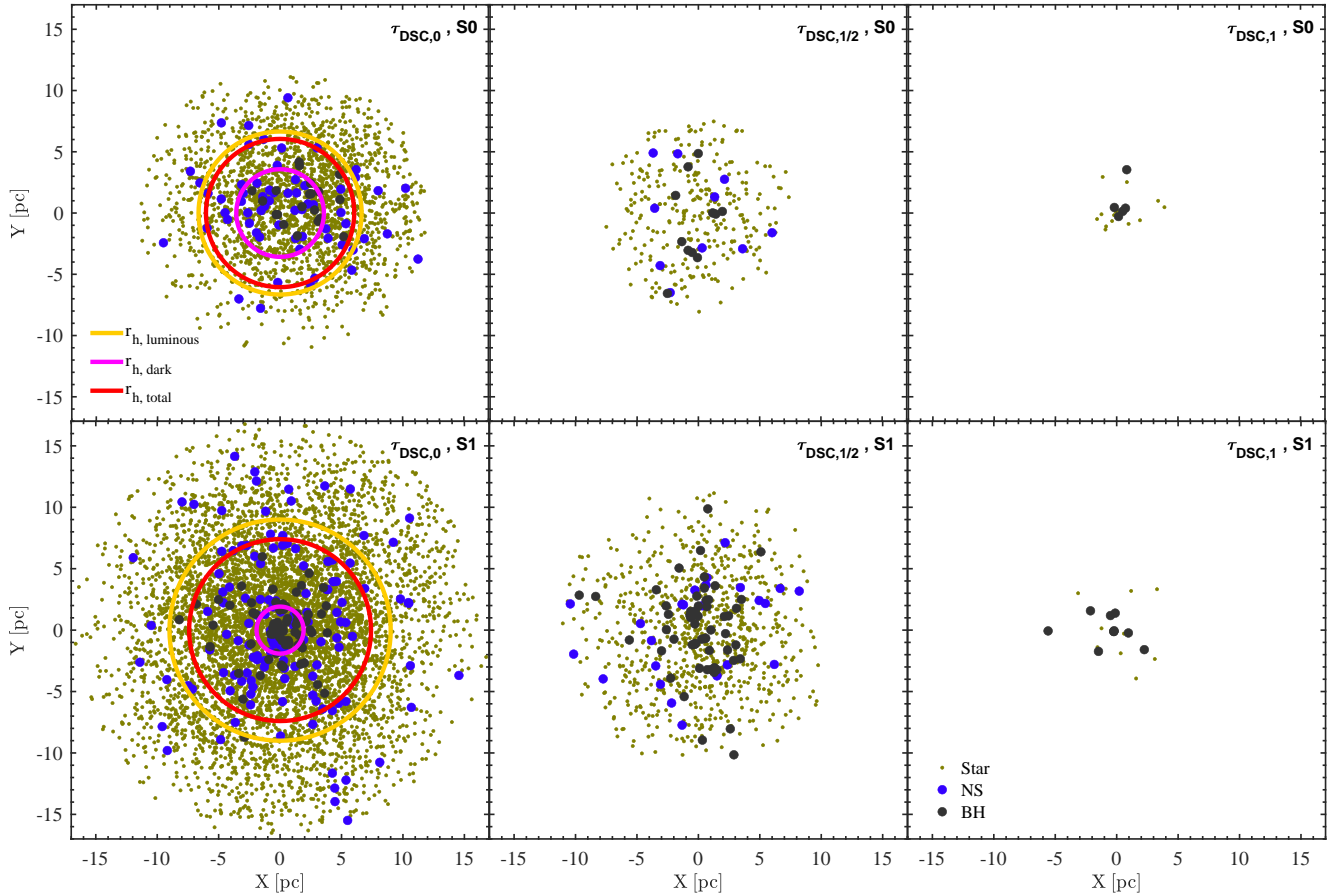 τDSC,0 , S0
τDSC,1/2 , S0
τDSC,1 , S0
15
10
5
0
-5
-10
-15
Y [pc]
rh, luminous
rh, dark
rh, total
τDSC,0 , S1
τDSC,1/2 , S1
τDSC,1 , S1
15
10
5
0
-5
-10
-15
Y [pc]
Star
NS
BH
-15 -10 -5 0 5 10 15
-15 -10 -5 0 5 10 15
-15 -10 -5 0 5 10 15
X [pc]
X [pc]
X [pc]